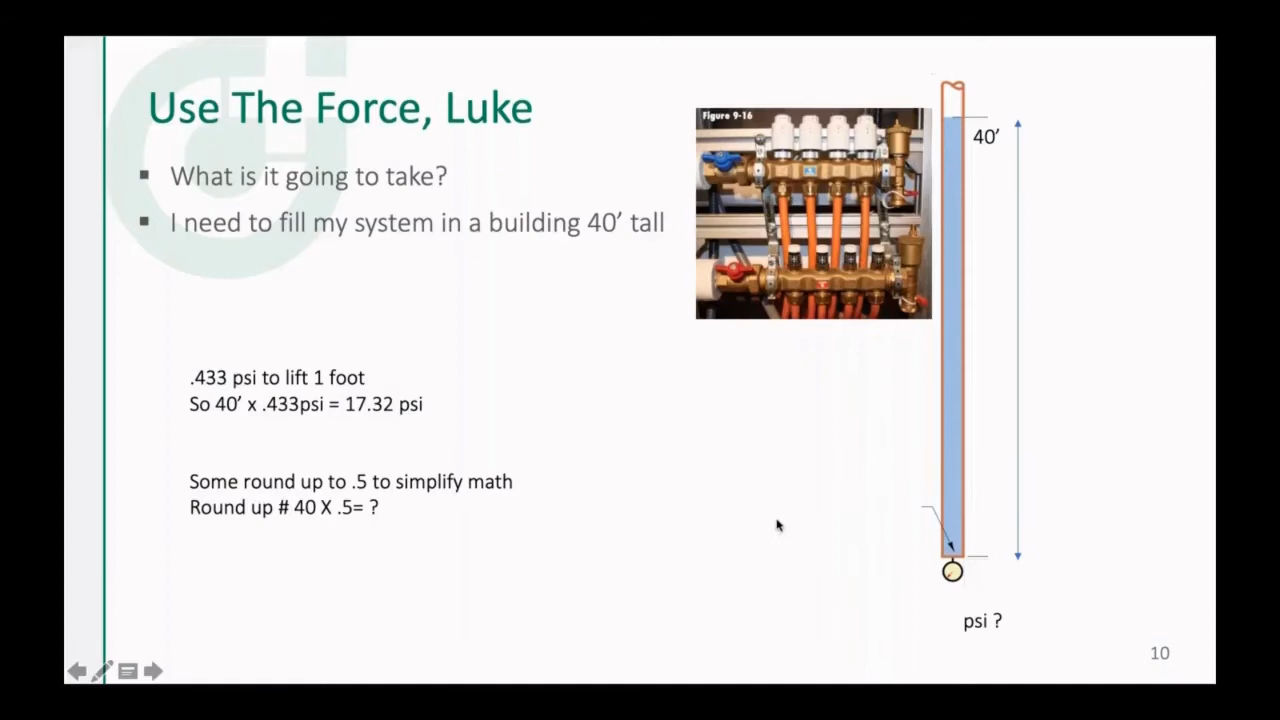 Use The Force, Luke
What is it going to take?
I need to fill my system in a building 40’ tall
.433 psi to lift 1 foot
So 40’ x .433psi = 17.32 psi
Some round up to .5 to simplify math
Round up # 40 X .5= ?
Figure 9-16
40’
psi ?
10